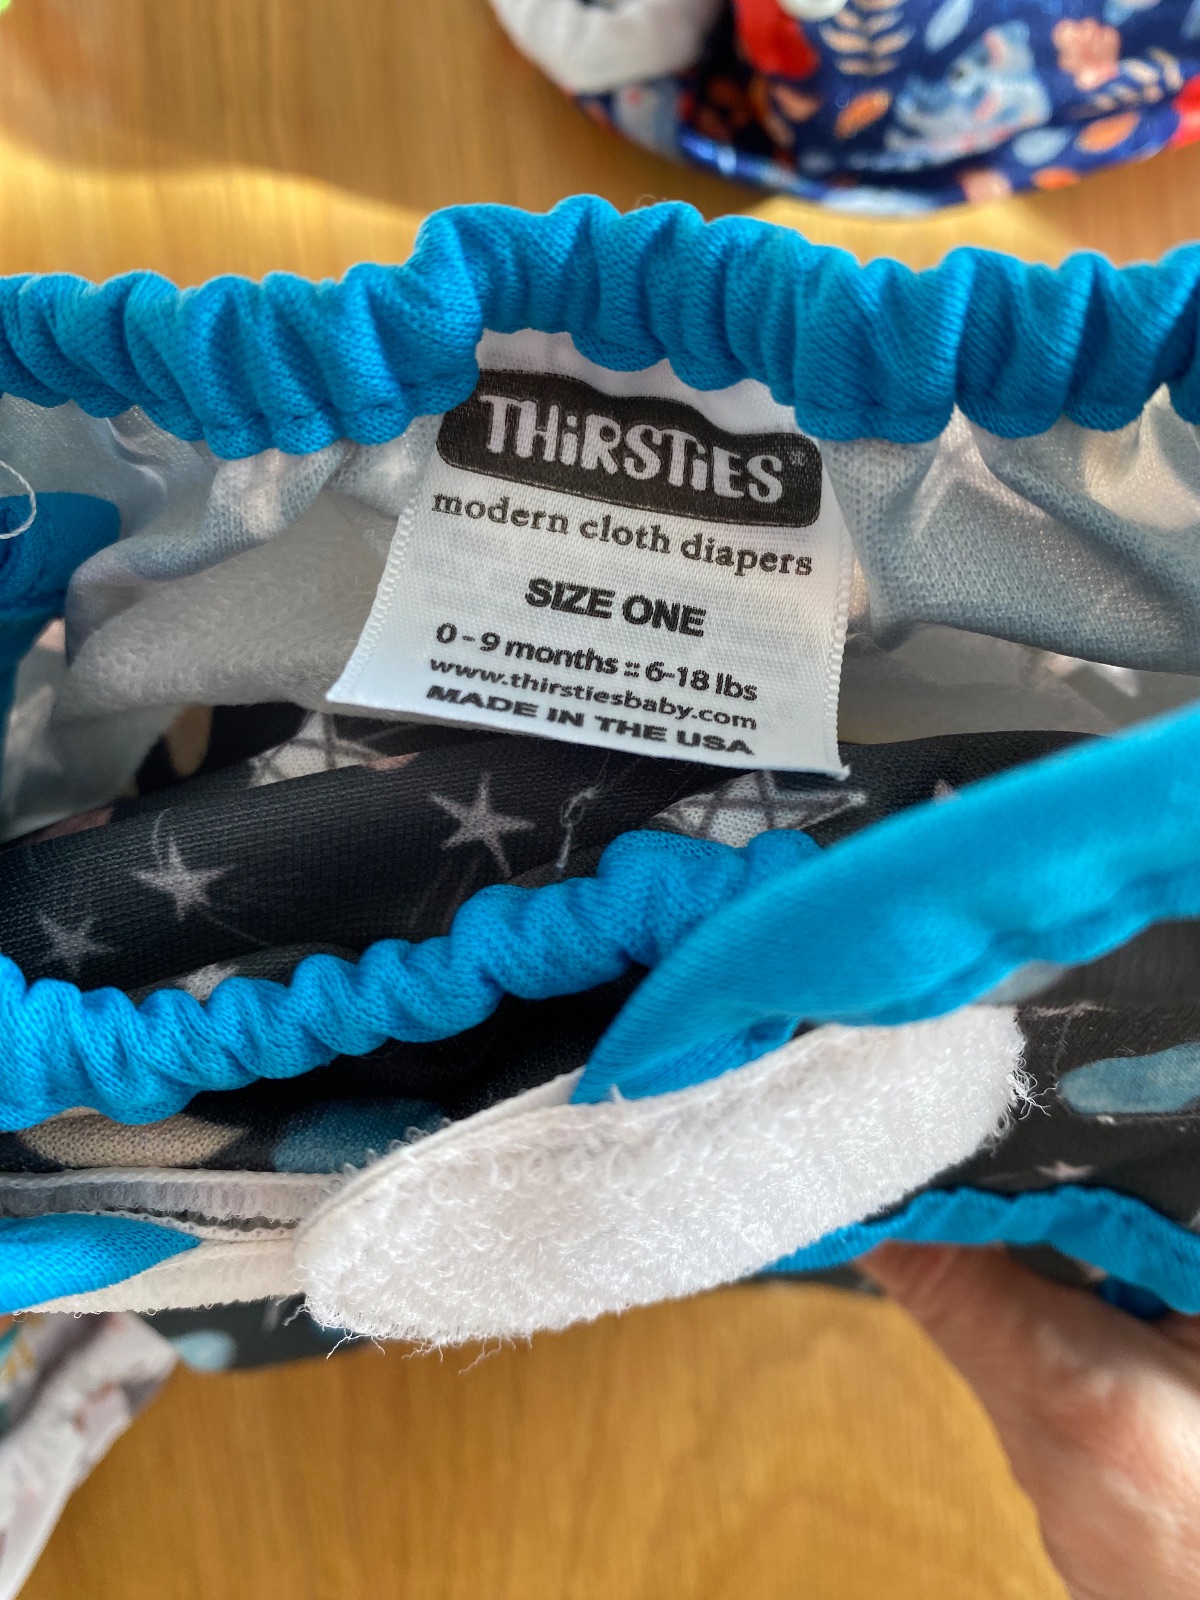 THiRSTiES®
modern cloth diapers
SIZE ONE
0-9 months :: 6-18 lbs
www.thirstiesbaby.com
MADE IN THE USA